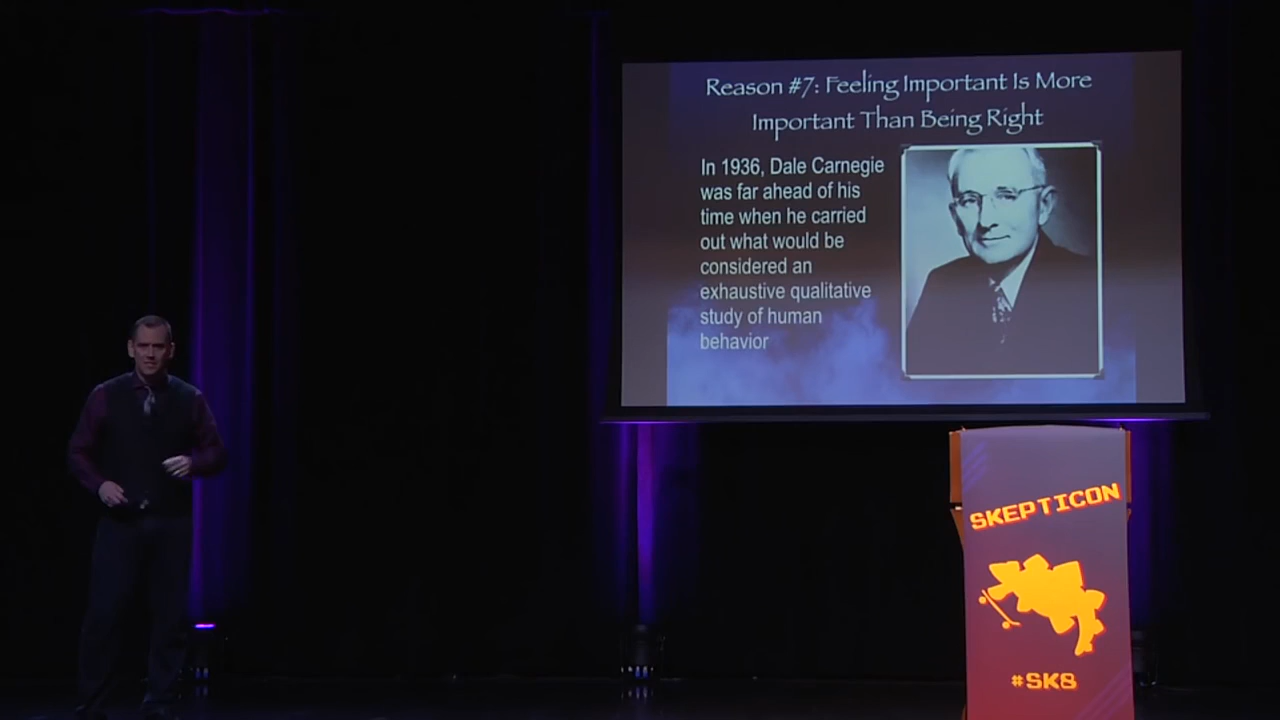 Reason #7: Feeling Important Is More
Important Than Being Right
In 1936, Dale Carnegie
was far ahead of his
time when he carried
out what would be
considered an
exhaustive qualitative
study of human
behavior
SKEPTICON
#SK8